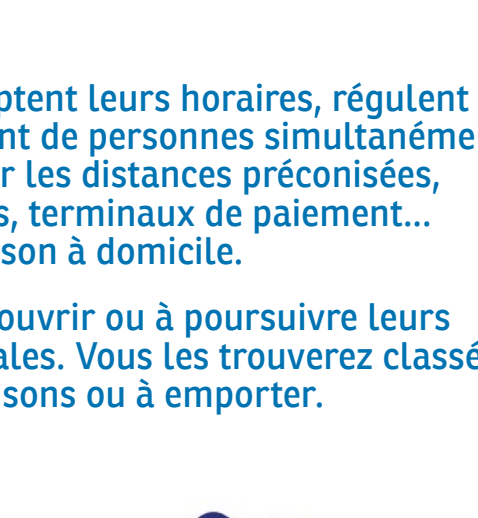 ptent leurs horaires, régulent
nt de personnes simultanéme
r les distances préconisées,
s, terminaux de paiement...
son à domicile.
ouvrir ou à poursuivre leurs
ales. Vous les trouverez classé
sons ou à emporter.